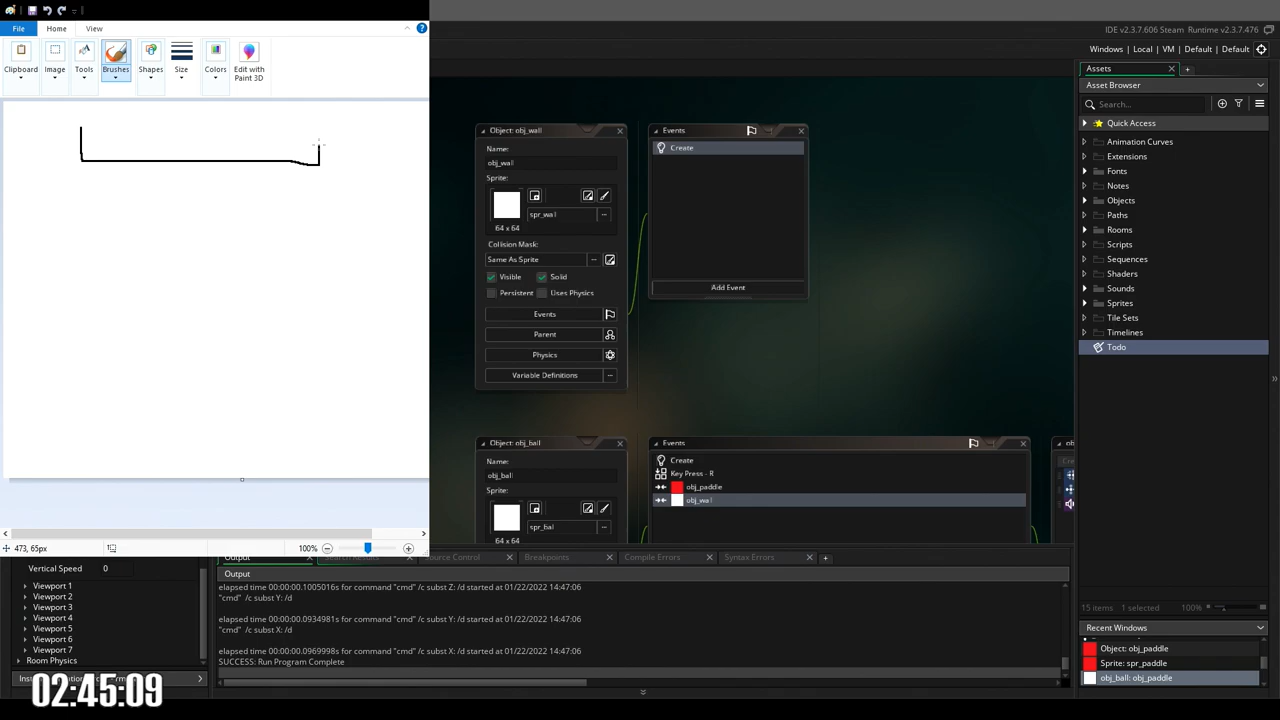 File
Home
View
Clipboard
Image
Tools
Brushes
Shapes
Size
Colors
Edit with
Paint 3D
473, 65px
100%
IDE v2.3.7.606 Steam Runtime v2.3.7.476
Windows | Local | VM | Default | Default
Object: obj_wall
Name:
obj_wall
Sprite:
spr_wall
64 x 64
Collision Mask:
Same As Sprite
Visible
Solid
Persistent
Uses Physics
Events
Parent
Physics
Variable Definitions
Events
Create
Add Event
Object: obj_ball
Name:
obj_ball
Sprite:
spr_ball
64 x 64
Events
Create
Key Press - R
obj_paddle
obj_wall
Assets
Asset Browser
Search...
Quick Access
Animation Curves
Extensions
Fonts
Notes
Objects
Paths
Rooms
Scripts
Sequences
Shaders
Sounds
Sprites
Tile Sets
Timelines
Todo
15 items
1 selected
100%
Recent Windows
Object: obj_paddle
Sprite: spr_paddle
obj_ball: obj_paddle
Vertical Speed
0
Viewport 1
Viewport 2
Viewport 3
Viewport 4
Viewport 5
Viewport 6
Viewport 7
Room Physics
Output
Source Control
Breakpoints
Compile Errors
Syntax Errors
Output
elapsed time 00:00:00.1005016s for command "cmd" /c subst Z: /d started at 01/22/2022 14:47:06
"cmd" /c subst Y: /d
elapsed time 00:00:00.0934981s for command "cmd" /c subst Y: /d started at 01/22/2022 14:47:06
"cmd" /c subst X: /d
elapsed time 00:00:00.0969998s for command "cmd" /c subst X: /d started at 01/22/2022 14:47:06
SUCCESS: Run Program Complete
02:45:09